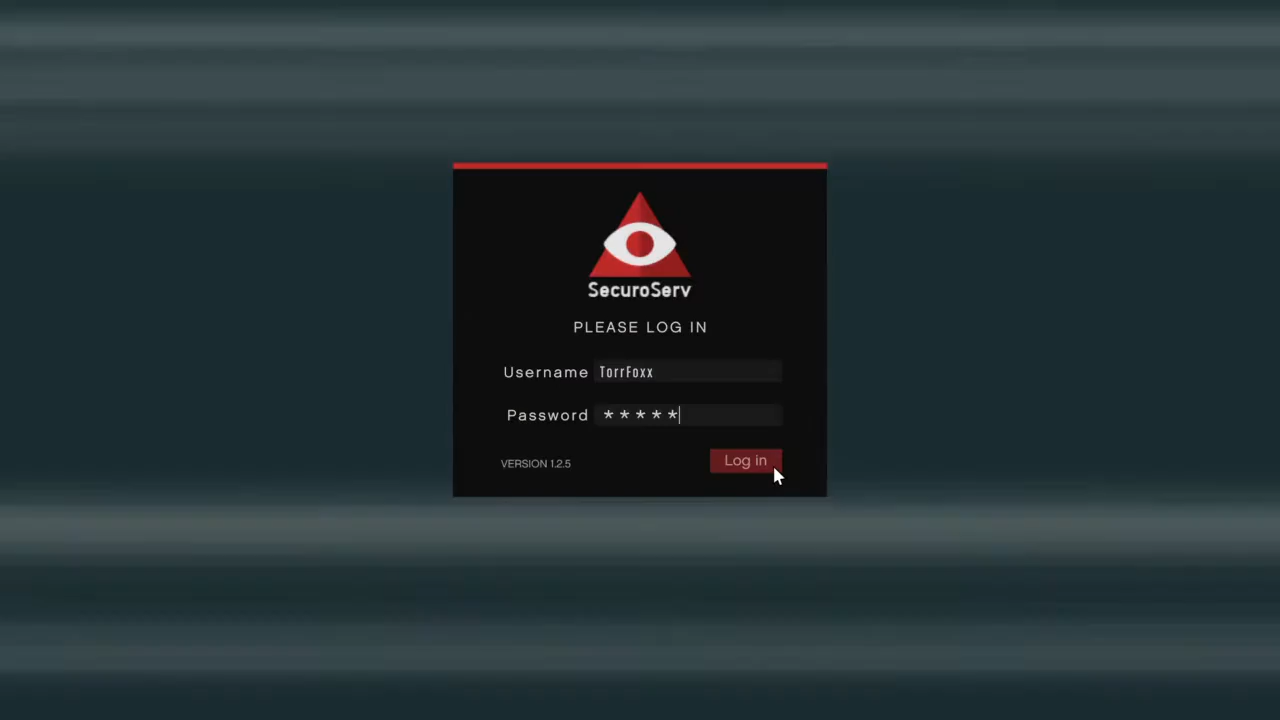 SecuroServ
PLEASE LOG IN
Username TorrFoxx
Password *****
VERSION 1.2.5 Log in